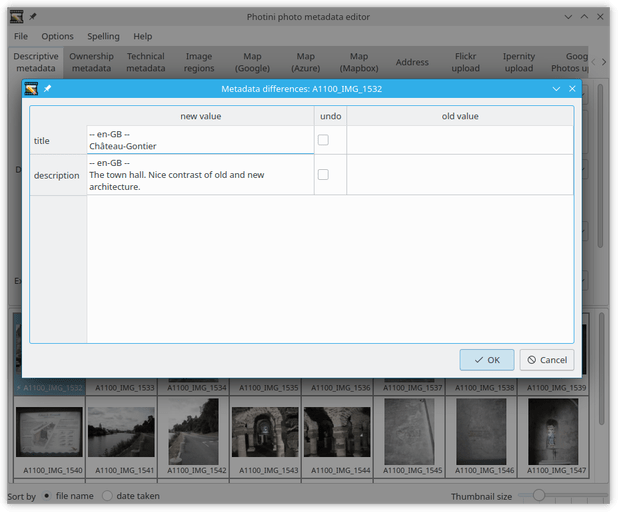 Photini photo metadata editor
File Options Spelling Help
Descriptive metadata
Ownership metadata
Technical metadata
Image regions
Map (Google)
Map (Azure)
Map (Mapbox)
Address
Flickr upload
Ipernity upload
Goog
Photos u
Metadata differences: A1100_IMG_1532
new value undo old value
title
-- en-GB --
Château-Gontier
description
-- en-GB --
The town hall. Nice contrast of old and new
architecture.
D
Ex
OK Cancel
A1100_IMG_1532 A1100_IMG_1533 A1100_IMG_1534 A1100_IMG_1535 A1100_IMG_1536 A1100_IMG_1537 A1100_IMG_1538 A1100_IMG_1539
A1100_IMG_1540 A1100_IMG_1541 A1100_IMG_1542 A1100_IMG_1543 A1100_IMG_1544 A1100_IMG_1545 A1100_IMG_1546 A1100_IMG_1547
Sort by file name date taken Thumbnail size